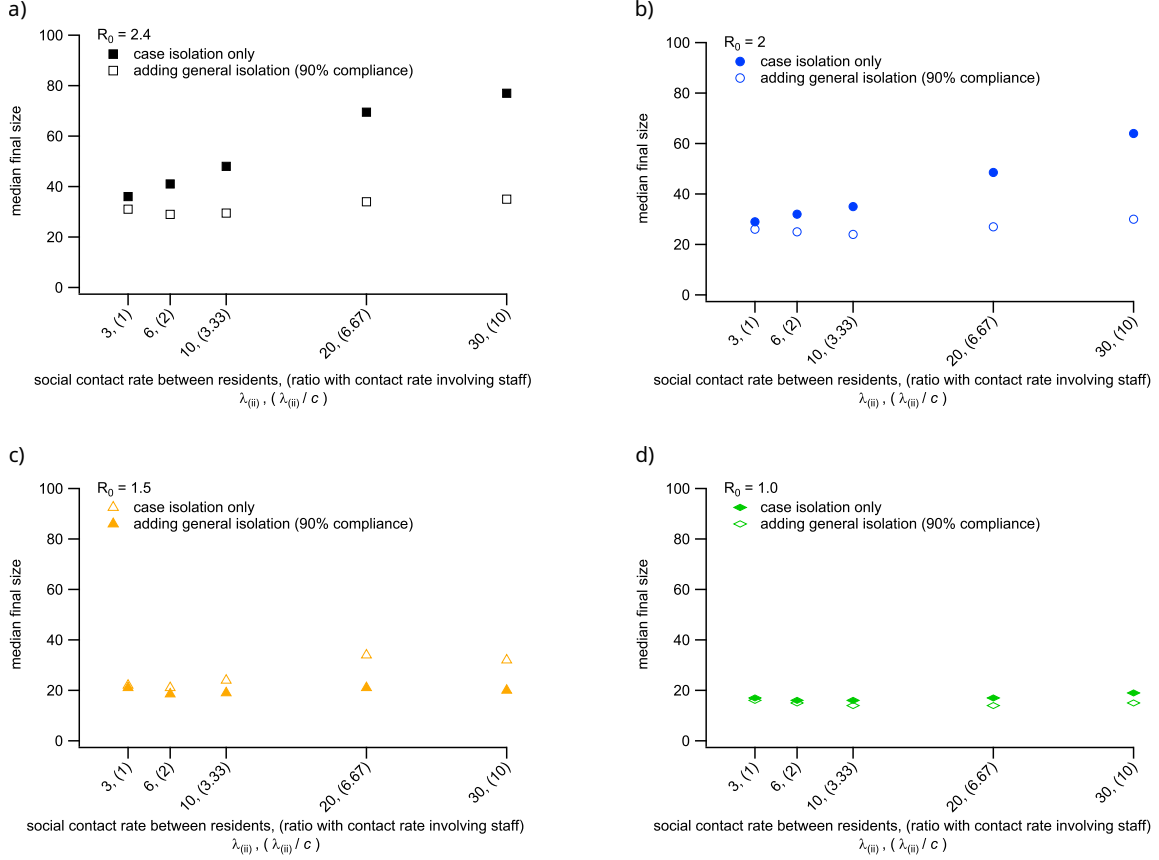 a)
R0 = 2.4
case isolation only
adding general isolation (90% compliance)
median final size
100
80
60
40
20
0
3, (1)
6, (2)
10, (3.33)
20, (6.67)
30, (10)
social contact rate between residents, (ratio with contact rate involving staff)
λ(ii) , ( λ(ii) / c )
b)
R0 = 2
case isolation only
adding general isolation (90% compliance)
median final size
100
80
60
40
20
0
3, (1)
6, (2)
10, (3.33)
20, (6.67)
30, (10)
social contact rate between residents, (ratio with contact rate involving staff)
λ(ii) , ( λ(ii) / c )
c)
R0 = 1.5
case isolation only
adding general isolation (90% compliance)
median final size
100
80
60
40
20
0
3, (1)
6, (2)
10, (3.33)
20, (6.67)
30, (10)
social contact rate between residents, (ratio with contact rate involving staff)
λ(ii) , ( λ(ii) / c )
d)
R0 = 1.0
case isolation only
adding general isolation (90% compliance)
median final size
100
80
60
40
20
0
3, (1)
6, (2)
10, (3.33)
20, (6.67)
30, (10)
social contact rate between residents, (ratio with contact rate involving staff)
λ(ii) , ( λ(ii) / c )